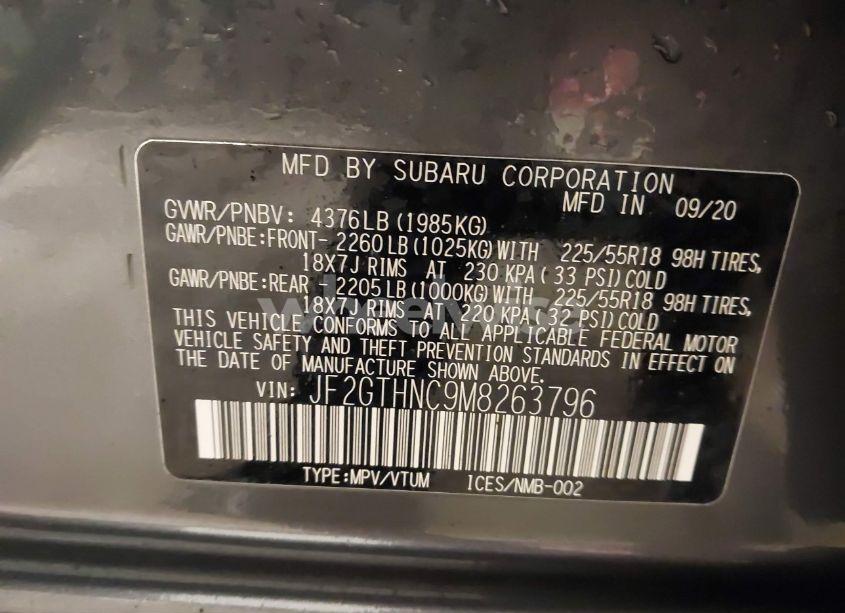 MFD BY SUBARU CORPORATION
MFD IN 09/20
GVWR/PNBV: 4376LB (1985KG)
GAWR/PNBE:FRONT- 2260LB (1025KG)WITH 225/55R18 98H TIRES,
18X7J RIMS AT 230 KPA( 33 PSI)COLD
GAWR/PNBE:REAR - 2205LB (1000KG)WITH 225/55R18 98H TIRES,
18X7J RIMS AT 220 KPA(32 PSI)COLD
THIS VEHICLE CONFORMS TO ALL APPLICABLE FEDERAL MOTOR
VEHICLE SAFETY AND THEFT PREVENTION STANDARDS IN EFFECT ON
THE DATE OF MANUFACTURE SHOWN ABOVE.
VIN: JF2GTHNC9M8263796
TYPE:MPV/VTUM ICES/NMB-002